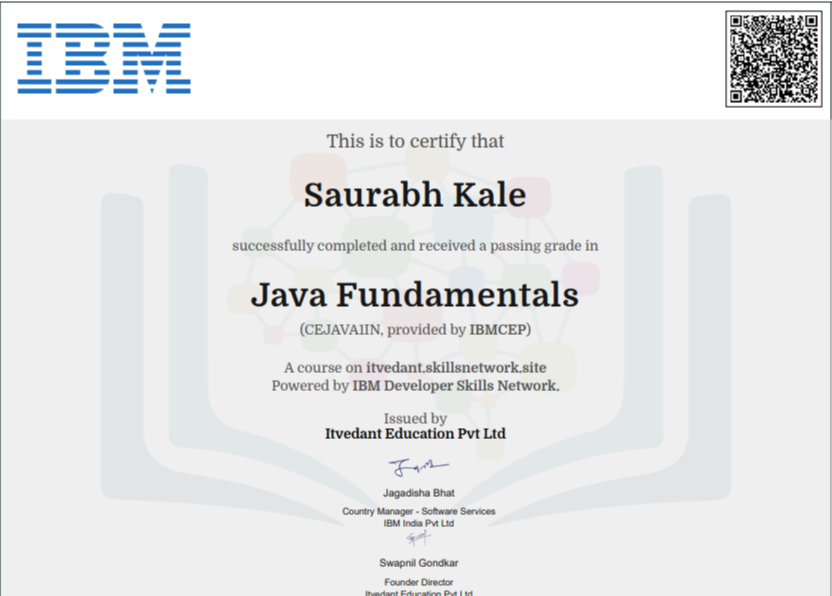 IBM
This is to certify that
Saurabh Kale
successfully completed and received a passing grade in
Java Fundamentals
(CEJAVA1IN, provided by IBMCEP)
A course on itvedant.skillsnetwork.site
Powered by IBM Developer Skills Network.
Issued by
Itvedant Education Pvt Ltd
Jagadisha Bhat
Country Manager - Software Services
IBM India Pvt Ltd
Swapnil Gondkar
Founder Director
Itvedant Education Pvt Ltd